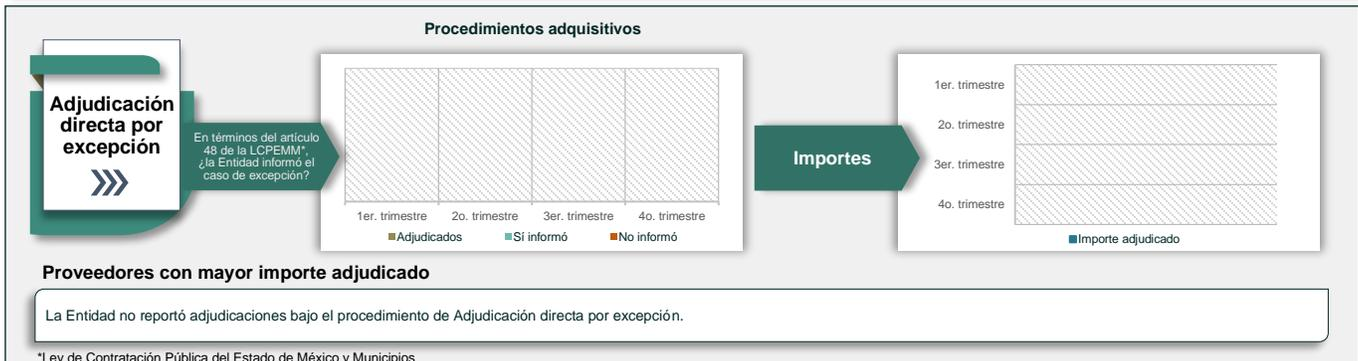 Procedimientos adquisitivos
Adjudicación
directa por
excepción
En términos del artículo
48 de la LCPEMM*,
¿la Entidad informó el
caso de excepción?
1er. trimestre
2o. trimestre
3er. trimestre
4o. trimestre
Adjudicados
Sí informó
No informó
Importes
1er. trimestre
2o. trimestre
3er. trimestre
4o. trimestre
Importe adjudicado
Proveedores con mayor importe adjudicado
La Entidad no reportó adjudicaciones bajo el procedimiento de Adjudicación directa por excepción.
*Ley de Contratación Pública del Estado de México y Municipios